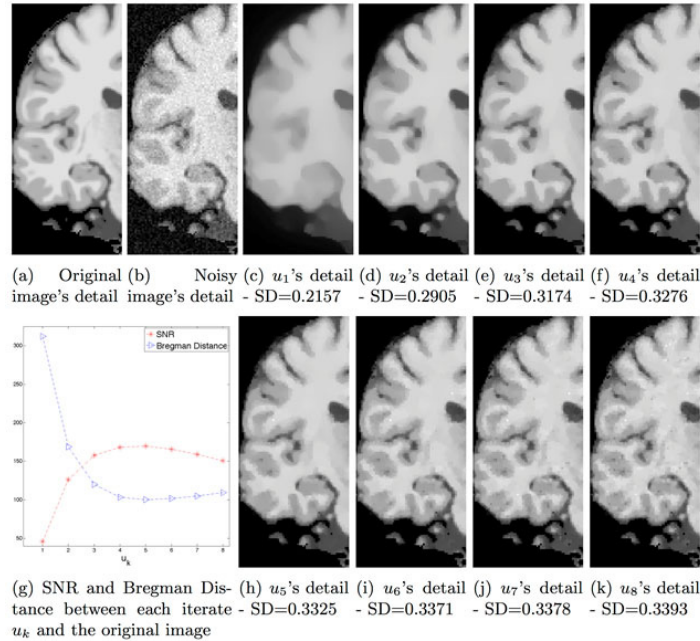 (a) Original image's detail
(b) Noisy image's detail
(c) u₁'s detail - SD=0.2157
(d) u₂'s detail - SD=0.2905
(e) u₃'s detail - SD=0.3174
(f) u₄'s detail - SD=0.3276
SNR
Bregman Distance
300
250
200
150
100
50
1 2 3 4 5 6 7 8
uₖ
(g) SNR and Bregman Dis-
tance between each iterate
uₖ and the original image
(h) u₅'s detail - SD=0.3325
(i) u₆'s detail - SD=0.3371
(j) u₇'s detail - SD=0.3378
(k) u₈'s detail - SD=0.3393